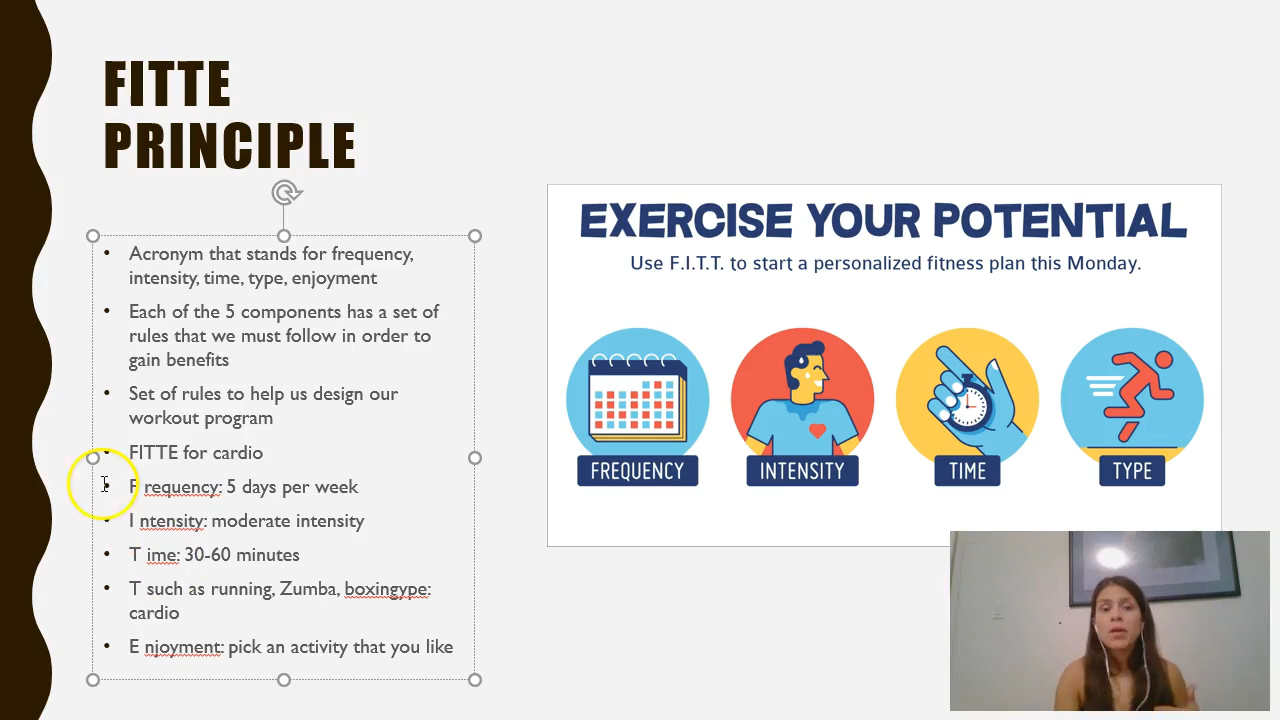 FITTE
PRINCIPLE
• Acronym that stands for frequency,
intensity, time, type, enjoyment
• Each of the 5 components has a set of
rules that we must follow in order to
gain benefits
• Set of rules to help us design our
workout program
• FITTE for cardio
• F requency: 5 days per week
• I ntensity: moderate intensity
• T ime: 30-60 minutes
• T such as running, Zumba, boxingype:
cardio
• E njoyment: pick an activity that you like
EXERCISE YOUR POTENTIAL
Use F.I.T.T. to start a personalized fitness plan this Monday.
FREQUENCY
INTENSITY
TIME
TYPE